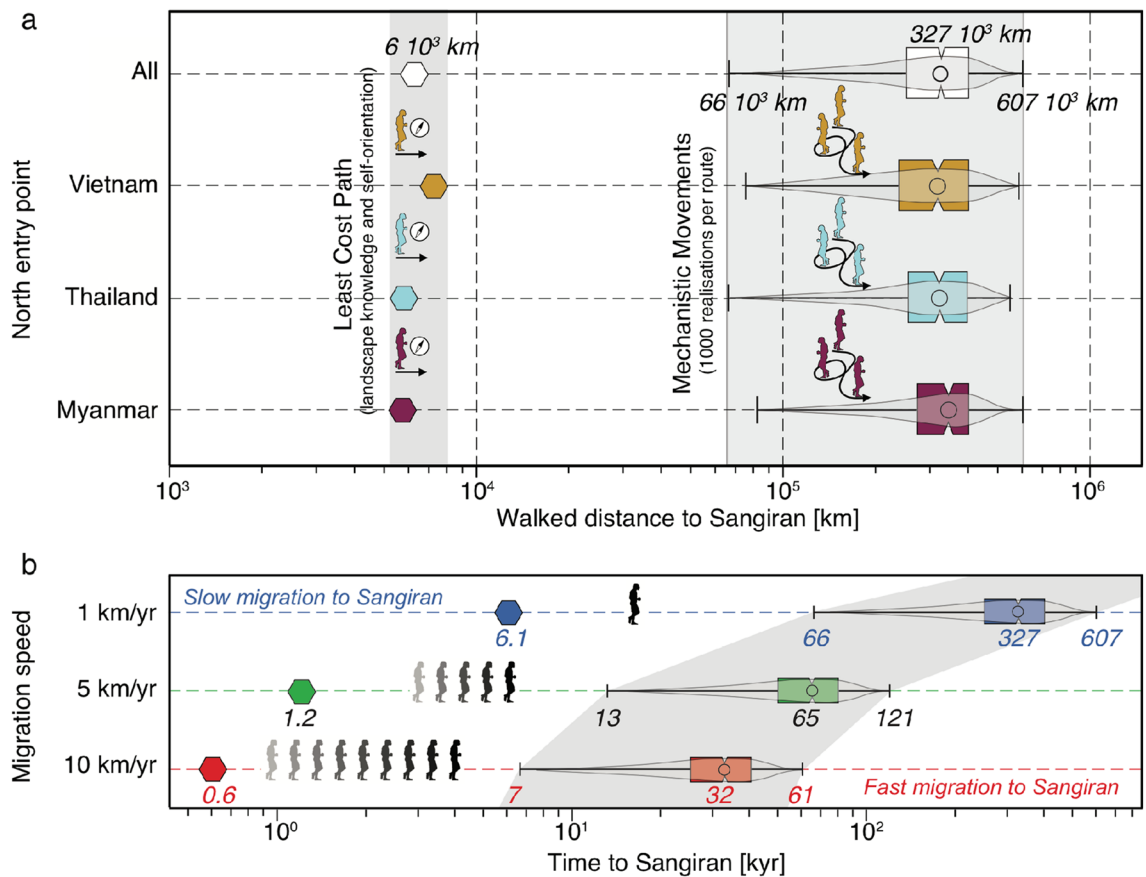 a
6 10³ km
327 10³ km
All
66 10³ km
607 10³ km
Vietnam
Thailand
Myanmar
North entry point
Least Cost Path
(landscape knowledge and self-orientation)
Mechanistic Movements
(1000 realisations per route)
10³
10⁴
10⁵
10⁶
Walked distance to Sangiran [km]
b
Slow migration to Sangiran
1 km/yr
6.1
66
327
607
5 km/yr
1.2
13
65
121
10 km/yr
0.6
7
32
61
Fast migration to Sangiran
Migration speed
10⁰
10¹
10²
Time to Sangiran [kyr]